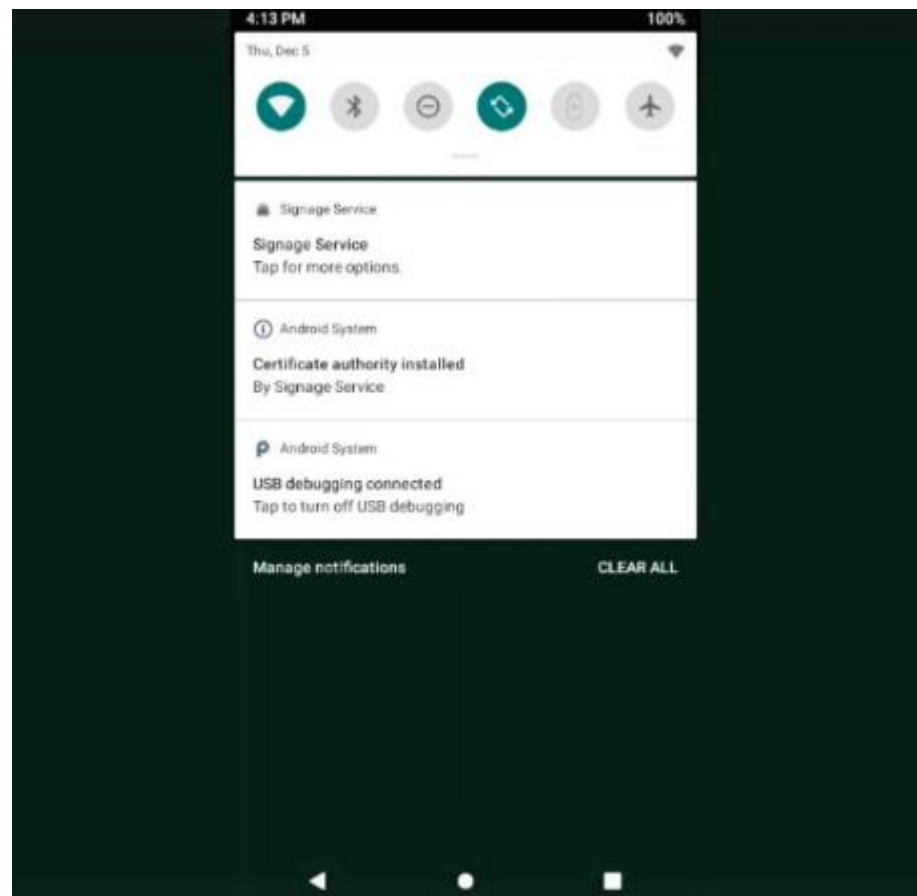 4:13 PM 100%
Thu, Dec 5
Signage Service
Signage Service
Tap for more options.
Android System
Certificate authority installed
By Signage Service
Android System
USB debugging connected
Tap to turn off USB debugging
Manage notifications CLEAR ALL